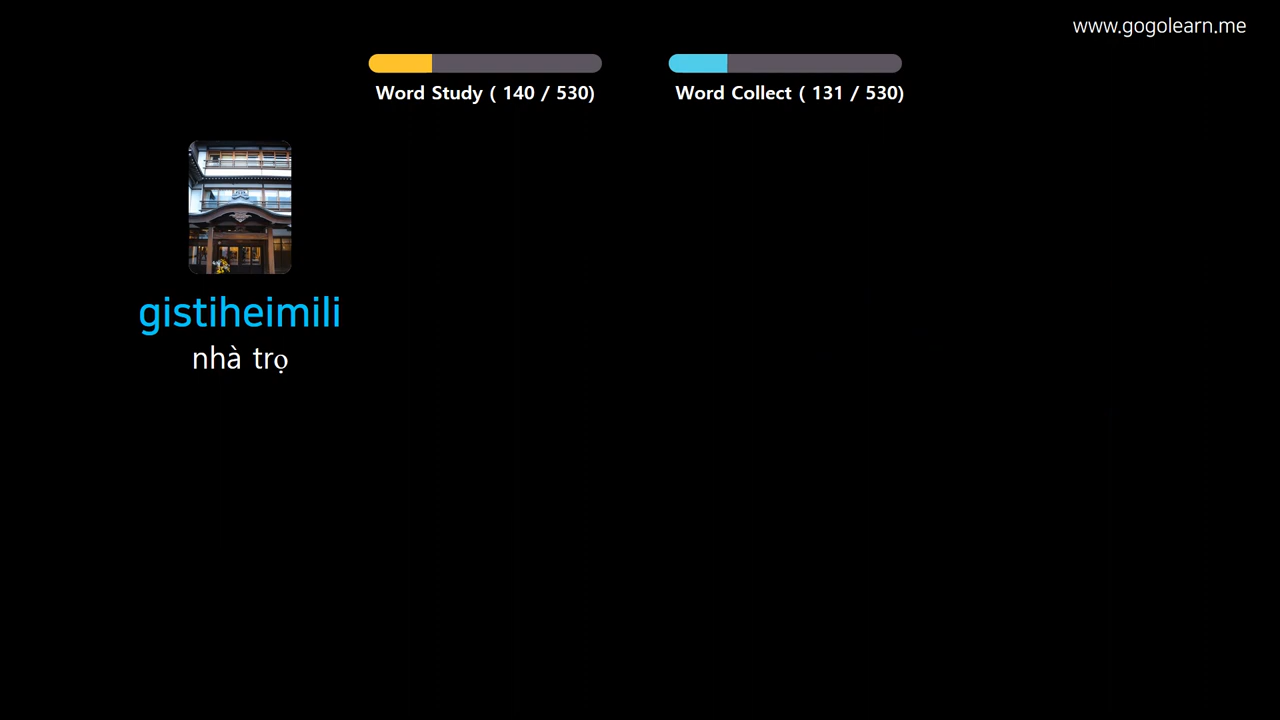 www.gogolearn.me
Word Study ( 140 / 530)
Word Collect ( 131 / 530)
gistiheimili
nhà trọ